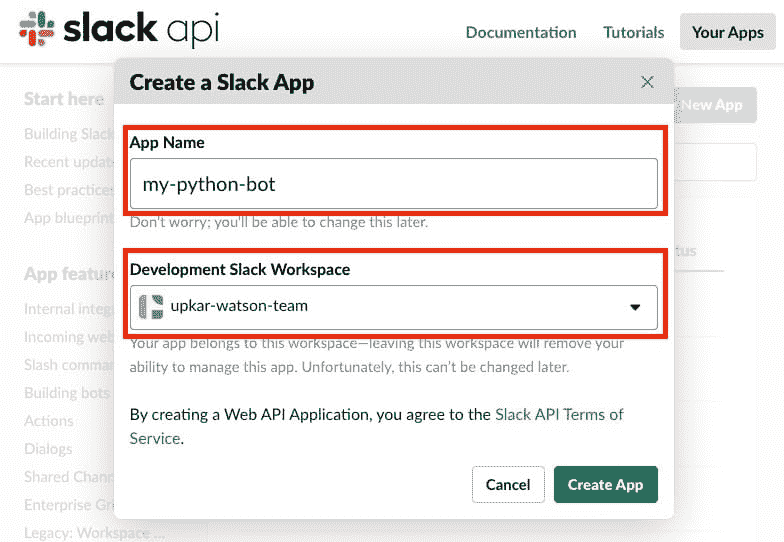 slack api
Documentation Tutorials Your Apps
Create a Slack App
Start here
New App
Building Slack
App Name
Recent updat
my-python-bot
Best practices
App blueprint
Don't worry; you'll be able to change this later.
tus
Development Slack Workspace
App featu
upkar-watson-team
Internal integ
Incoming web
Your app belongs to this workspace—leaving this workspace will remove your
Slash comma
ability to manage this app. Unfortunately, this can't be changed later.
Building bots
By creating a Web API Application, you agree to the Slack API Terms of
Actions
Service.
Dialogs
Shared Chann
Cancel Create App
Enterprise Gri
Legacy: Workspace ...